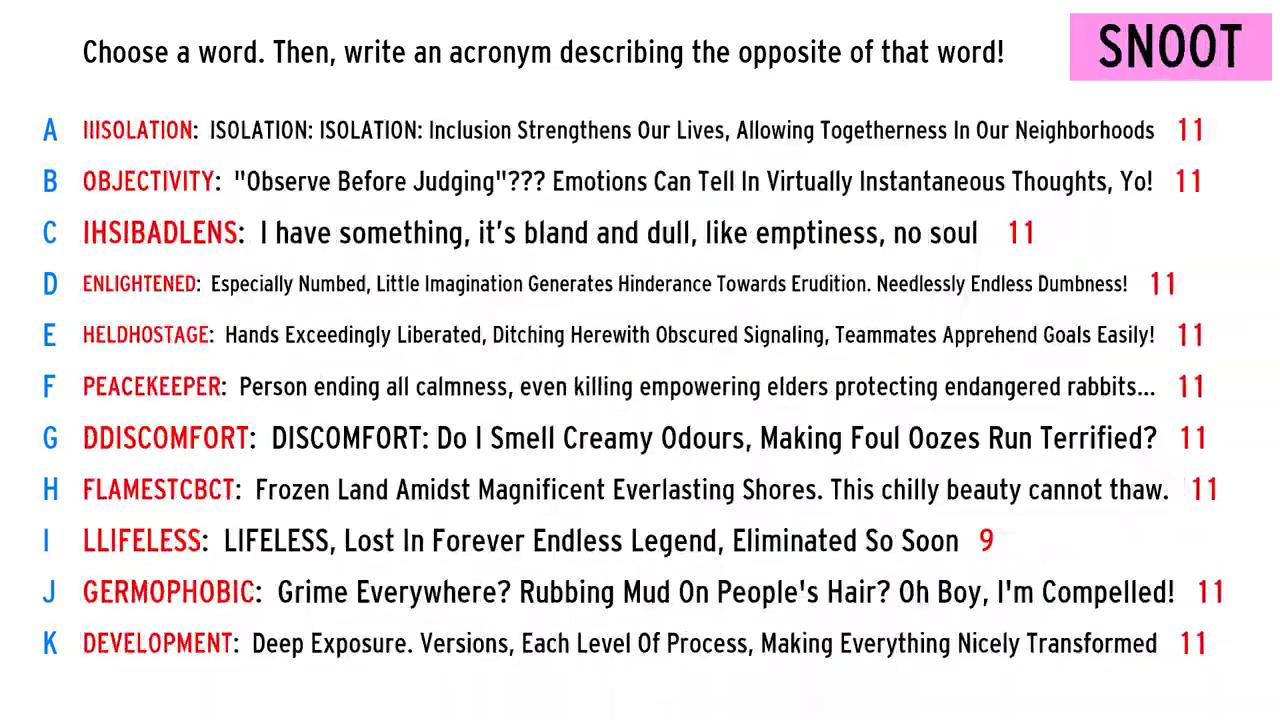 Choose a word. Then, write an acronym describing the opposite of that word!
SNOOT
A IIISOLATION: ISOLATION: ISOLATION: Inclusion Strengthens Our Lives, Allowing Togetherness In Our Neighborhoods 11
B OBJECTIVITY: "Observe Before Judging"??? Emotions Can Tell In Virtually Instantaneous Thoughts, Yo! 11
C IHSIBADLENS: I have something, it’s bland and dull, like emptiness, no soul 11
D ENLIGHTENED: Especially Numbed, Little Imagination Generates Hinderance Towards Erudition. Needlessly Endless Dumbness! 11
E HELDHOSTAGE: Hands Exceedingly Liberated, Ditching Herewith Obscured Signaling, Teammates Apprehend Goals Easily! 11
F PEACEKEEPER: Person ending all calmness, even killing empowering elders protecting endangered rabbits... 11
G DDISCOMFORT: DISCOMFORT: Do I Smell Creamy Odours, Making Foul Oozes Run Terrified? 11
H FLAMESTCBCT: Frozen Land Amidst Magnificent Everlasting Shores. This chilly beauty cannot thaw. 11
I LLIFELESS: LIFELESS, Lost In Forever Endless Legend, Eliminated So Soon 9
J GERMOPHOBIC: Grime Everywhere? Rubbing Mud On People's Hair? Oh Boy, I'm Compelled! 11
K DEVELOPMENT: Deep Exposure. Versions, Each Level Of Process, Making Everything Nicely Transformed 11